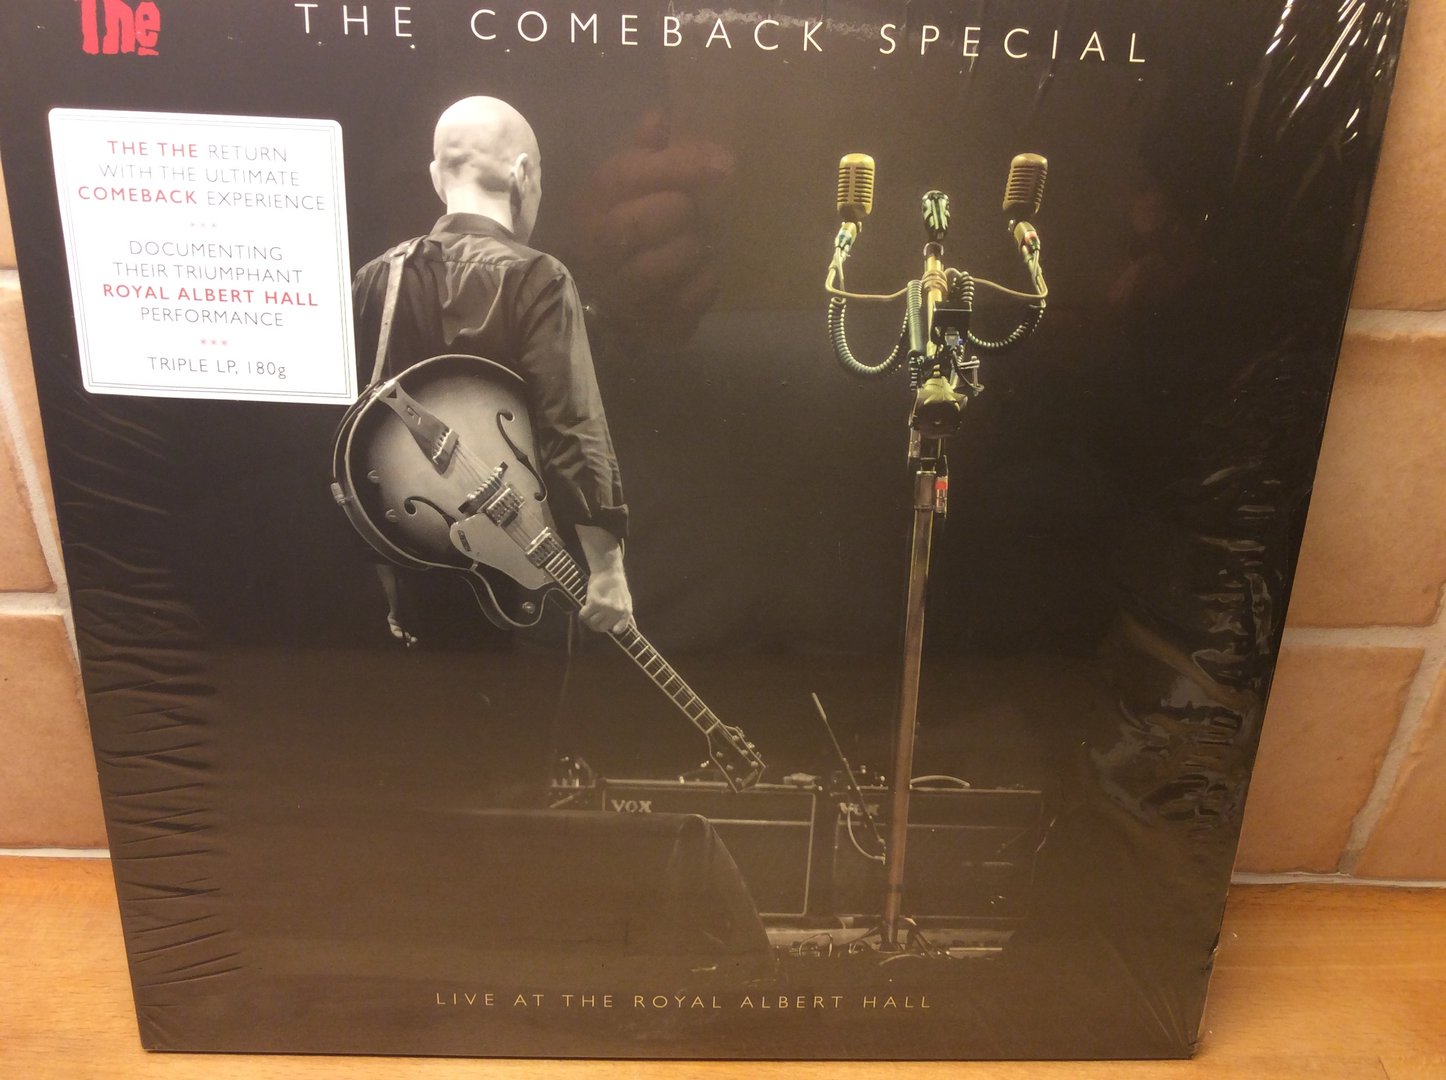 The
THE COMEBACK SPECIAL
THE THE RETURN
WITH THE ULTIMATE
COMEBACK EXPERIENCE
DOCUMENTING
THEIR TRIUMPHANT
ROYAL ALBERT HALL
PERFORMANCE
TRIPLE LP, 180g
VOX
VOX
LIVE AT THE ROYAL ALBERT HALL